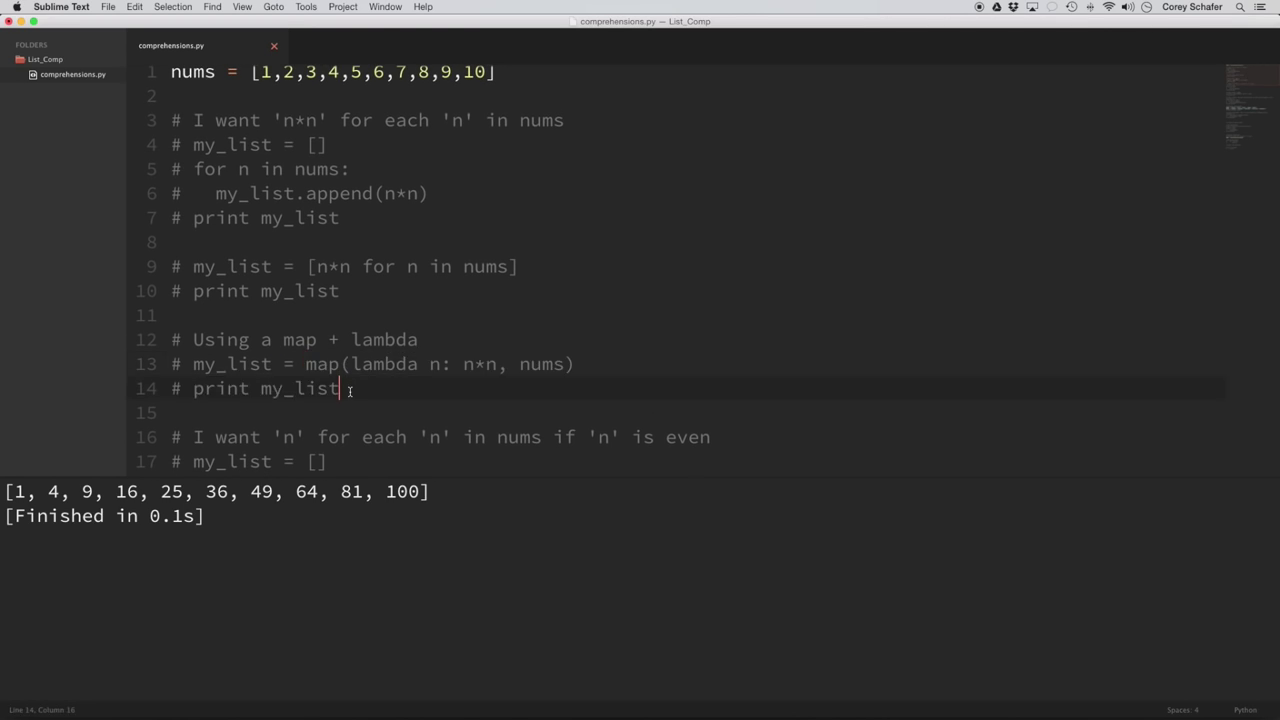 Sublime Text File Edit Selection Find View Goto Tools Project Window Help Corey Schafer
comprehensions.py — List_Comp
FOLDERS
List_Comp
comprehensions.py
comprehensions.py ×
1 nums = [1,2,3,4,5,6,7,8,9,10]
2
3 # I want 'n*n' for each 'n' in nums
4 # my_list = []
5 # for n in nums:
6 #   my_list.append(n*n)
7 # print my_list
8
9 # my_list = [n*n for n in nums]
10 # print my_list
11
12 # Using a map + lambda
13 # my_list = map(lambda n: n*n, nums)
14 # print my_list
15
16 # I want 'n' for each 'n' in nums if 'n' is even
17 # my_list = []
[1, 4, 9, 16, 25, 36, 49, 64, 81, 100]
[Finished in 0.1s]
Line 14, Column 16 Spaces: 4 Python